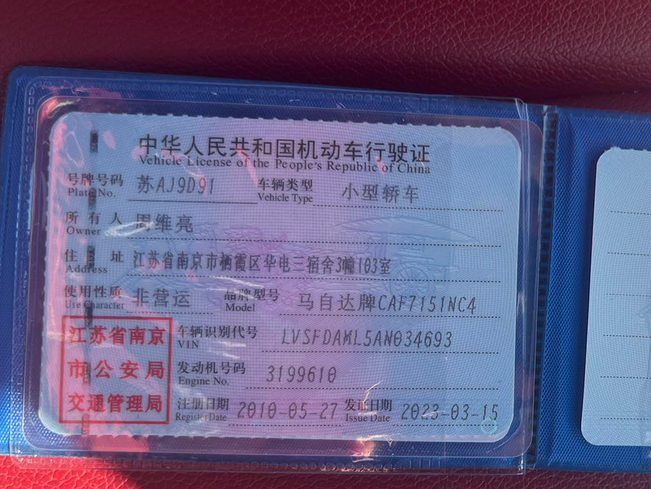 中华人民共和国机动车行驶证
Vehicle License of the People's Republic of China
号牌号码 苏AJ9D91 车辆类型 小型轿车
Plate No. Vehicle Type
所有人 周维亮
Owner
住址 江苏省南京市栖霞区华电三宿舍3幢103室
Address
使用性质 非营运 品牌型号 马自达牌CAF7151NC4
Use Character Model
车辆识别代号 LVSFDAML5AN034693
VIN
发动机号码 3199610
Engine No.
注册日期 2010-05-27 发证日期 2023-03-15
Register Date Issue Date
江苏省南京
市公安局
交通管理局